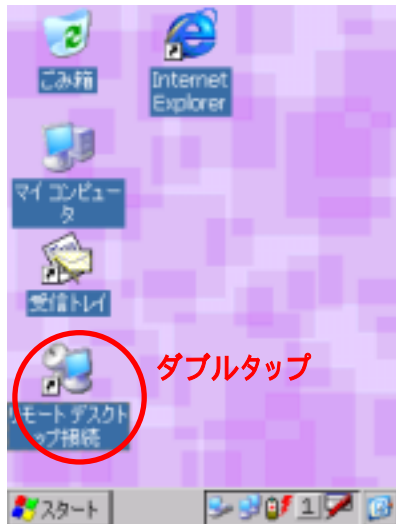 ごみ箱
Internet
Explorer
マイ コンピュー
タ
受信トレイ
ダブルタップ
リモート デスクト
ップ接続
スタート
1